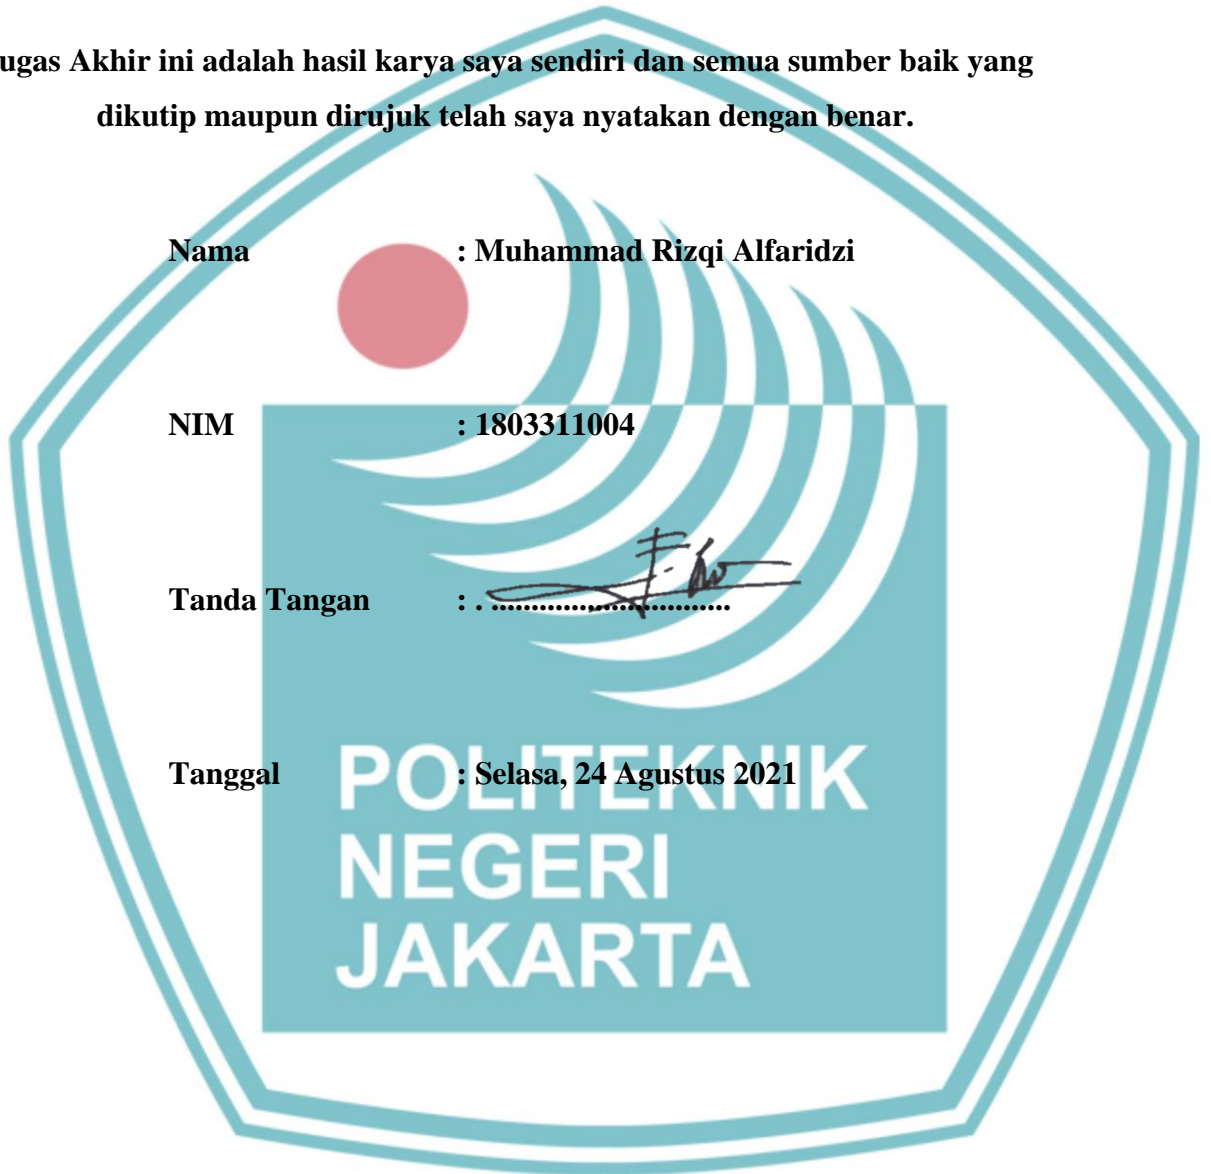 ugas Akhir ini adalah hasil karya saya sendiri dan semua sumber baik yang
dikutip maupun dirujuk telah saya nyatakan dengan benar.
Nama : Muhammad Rizqi Alfaridzi
NIM : 1803311004
Tanda Tangan : . ..............................
Tanggal : Selasa, 24 Agustus 2021
POLITEKNIK
NEGERI
JAKARTA